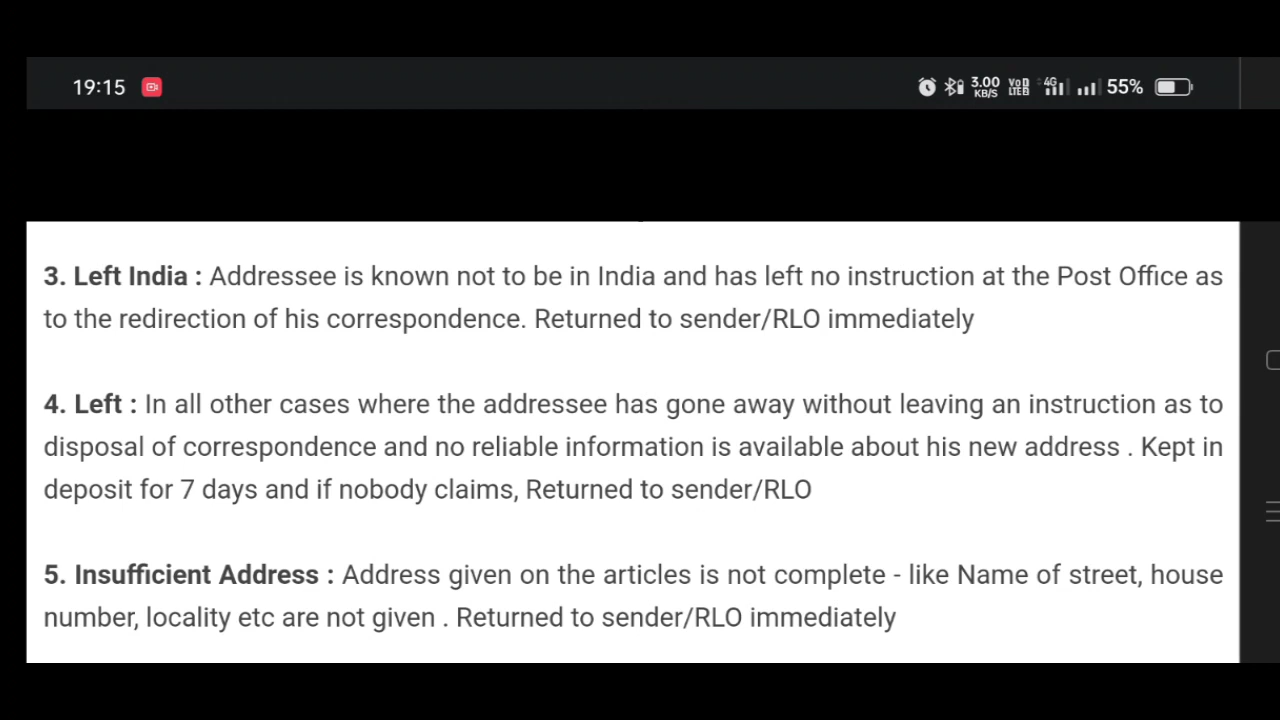 19:15 3.00 KB/S VoD LTE 4G 55%
3. Left India : Addressee is known not to be in India and has left no instruction at the Post Office as
to the redirection of his correspondence. Returned to sender/RLO immediately
4. Left : In all other cases where the addressee has gone away without leaving an instruction as to
disposal of correspondence and no reliable information is available about his new address . Kept in
deposit for 7 days and if nobody claims, Returned to sender/RLO
5. Insufficient Address : Address given on the articles is not complete - like Name of street, house
number, locality etc are not given . Returned to sender/RLO immediately